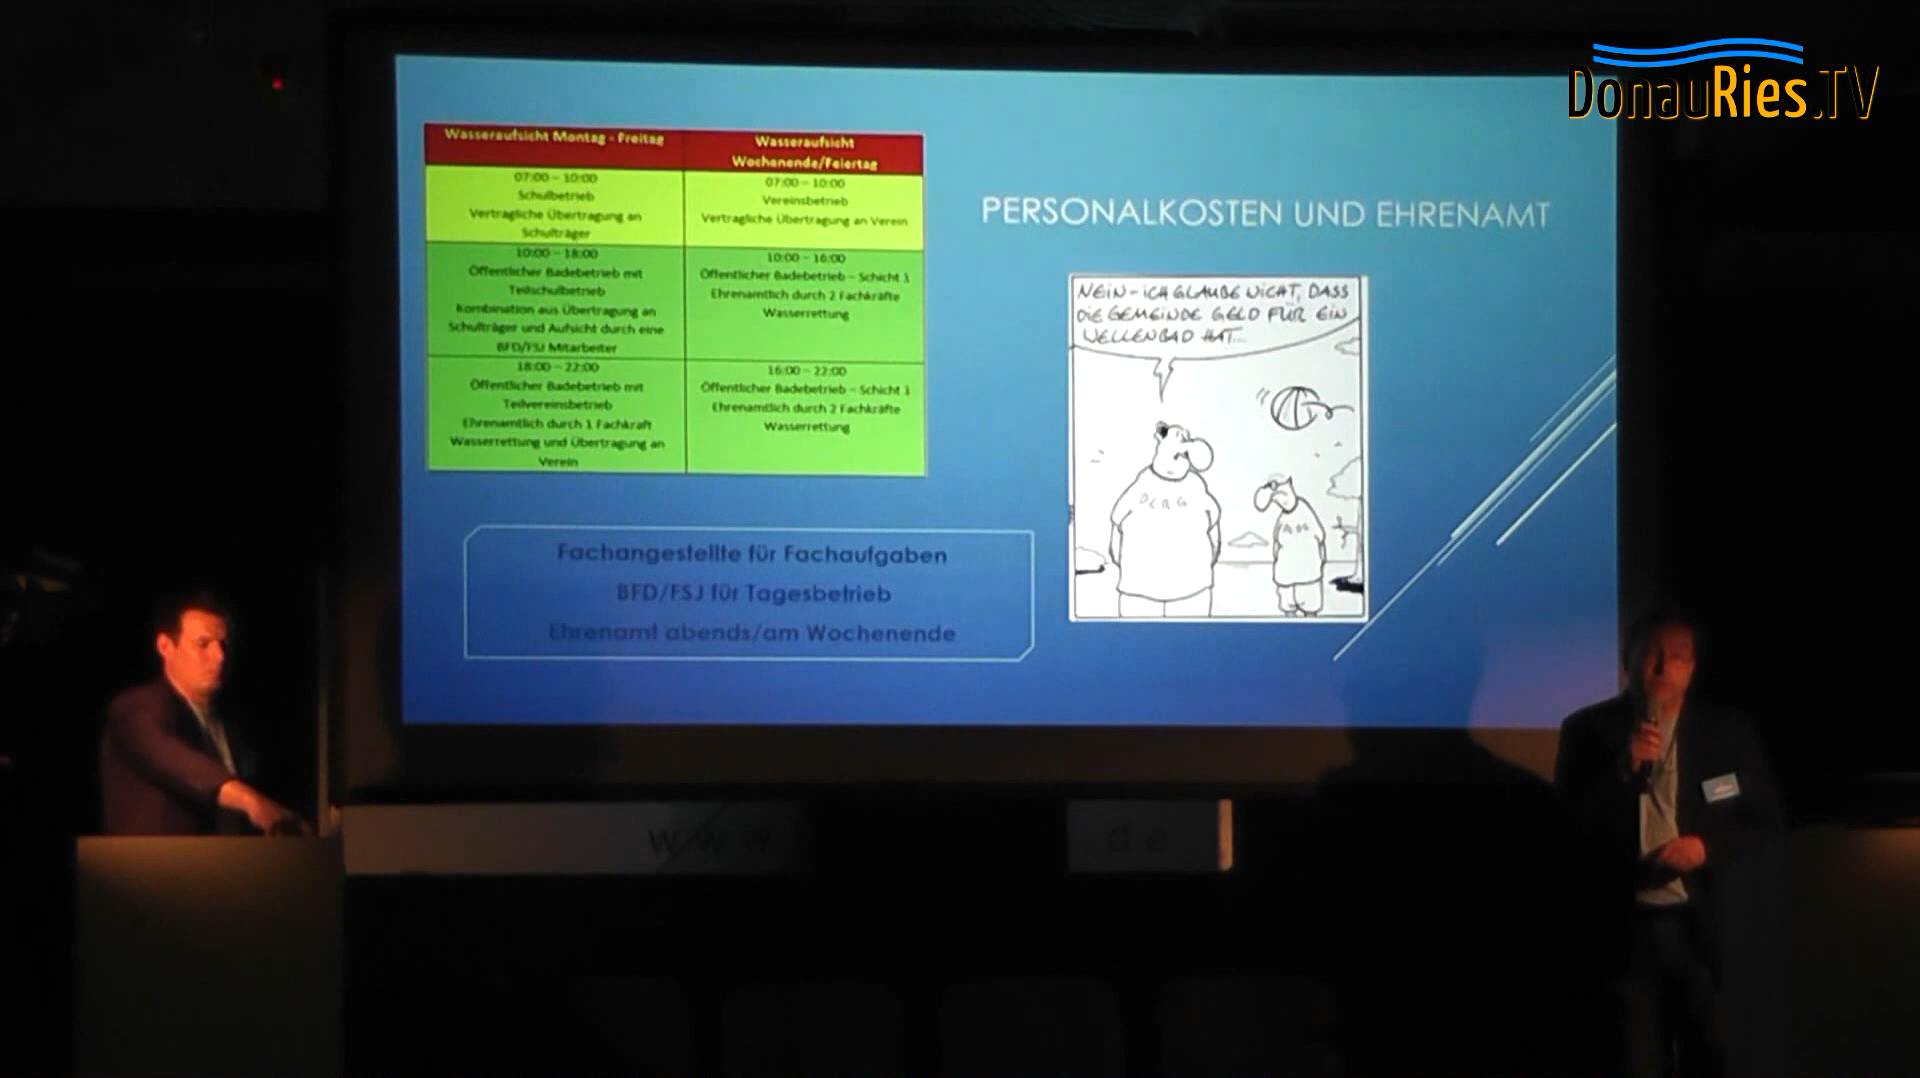 DonauRies.TV
Wasseraufsicht Montag - Freitag
07:00 – 10:00
Schulbetrieb
Vertragliche Übertragung an
Schulträger
10:00 – 18:00
Öffentlicher Badebetrieb mit
Teilschulbetrieb
Kombination aus Übertragung an
Schulträger und Aufsicht durch eine
BFD/FSJ Mitarbeiter
18:00 – 22:00
Öffentlicher Badebetrieb mit
Teilvereinsbetrieb
Ehrenamtlich durch 1 Fachkraft
Wasserrettung und Übertragung an
Verein
Wasseraufsicht
Wochenende/Feiertag
07:00 – 10:00
Vereinsbetrieb
Vertragliche Übertragung an Verein
10:00 – 16:00
Öffentlicher Badebetrieb – Schicht 1
Ehrenamtlich durch 2 Fachkräfte
Wasserrettung
16:00 – 22:00
Öffentlicher Badebetrieb – Schicht 1
Ehrenamtlich durch 2 Fachkräfte
Wasserrettung
PERSONALKOSTEN UND EHRENAMT
NEIN – ICH GLAUBE NICHT, DASS
DIE GEMEINDE GELD FÜR EIN
WELLENBAD HAT...
DLRG
Fachangestellte für Fachaufgaben
BFD/FSJ für Tagesbetrieb
Ehrenamt abends/am Wochenende
www
de